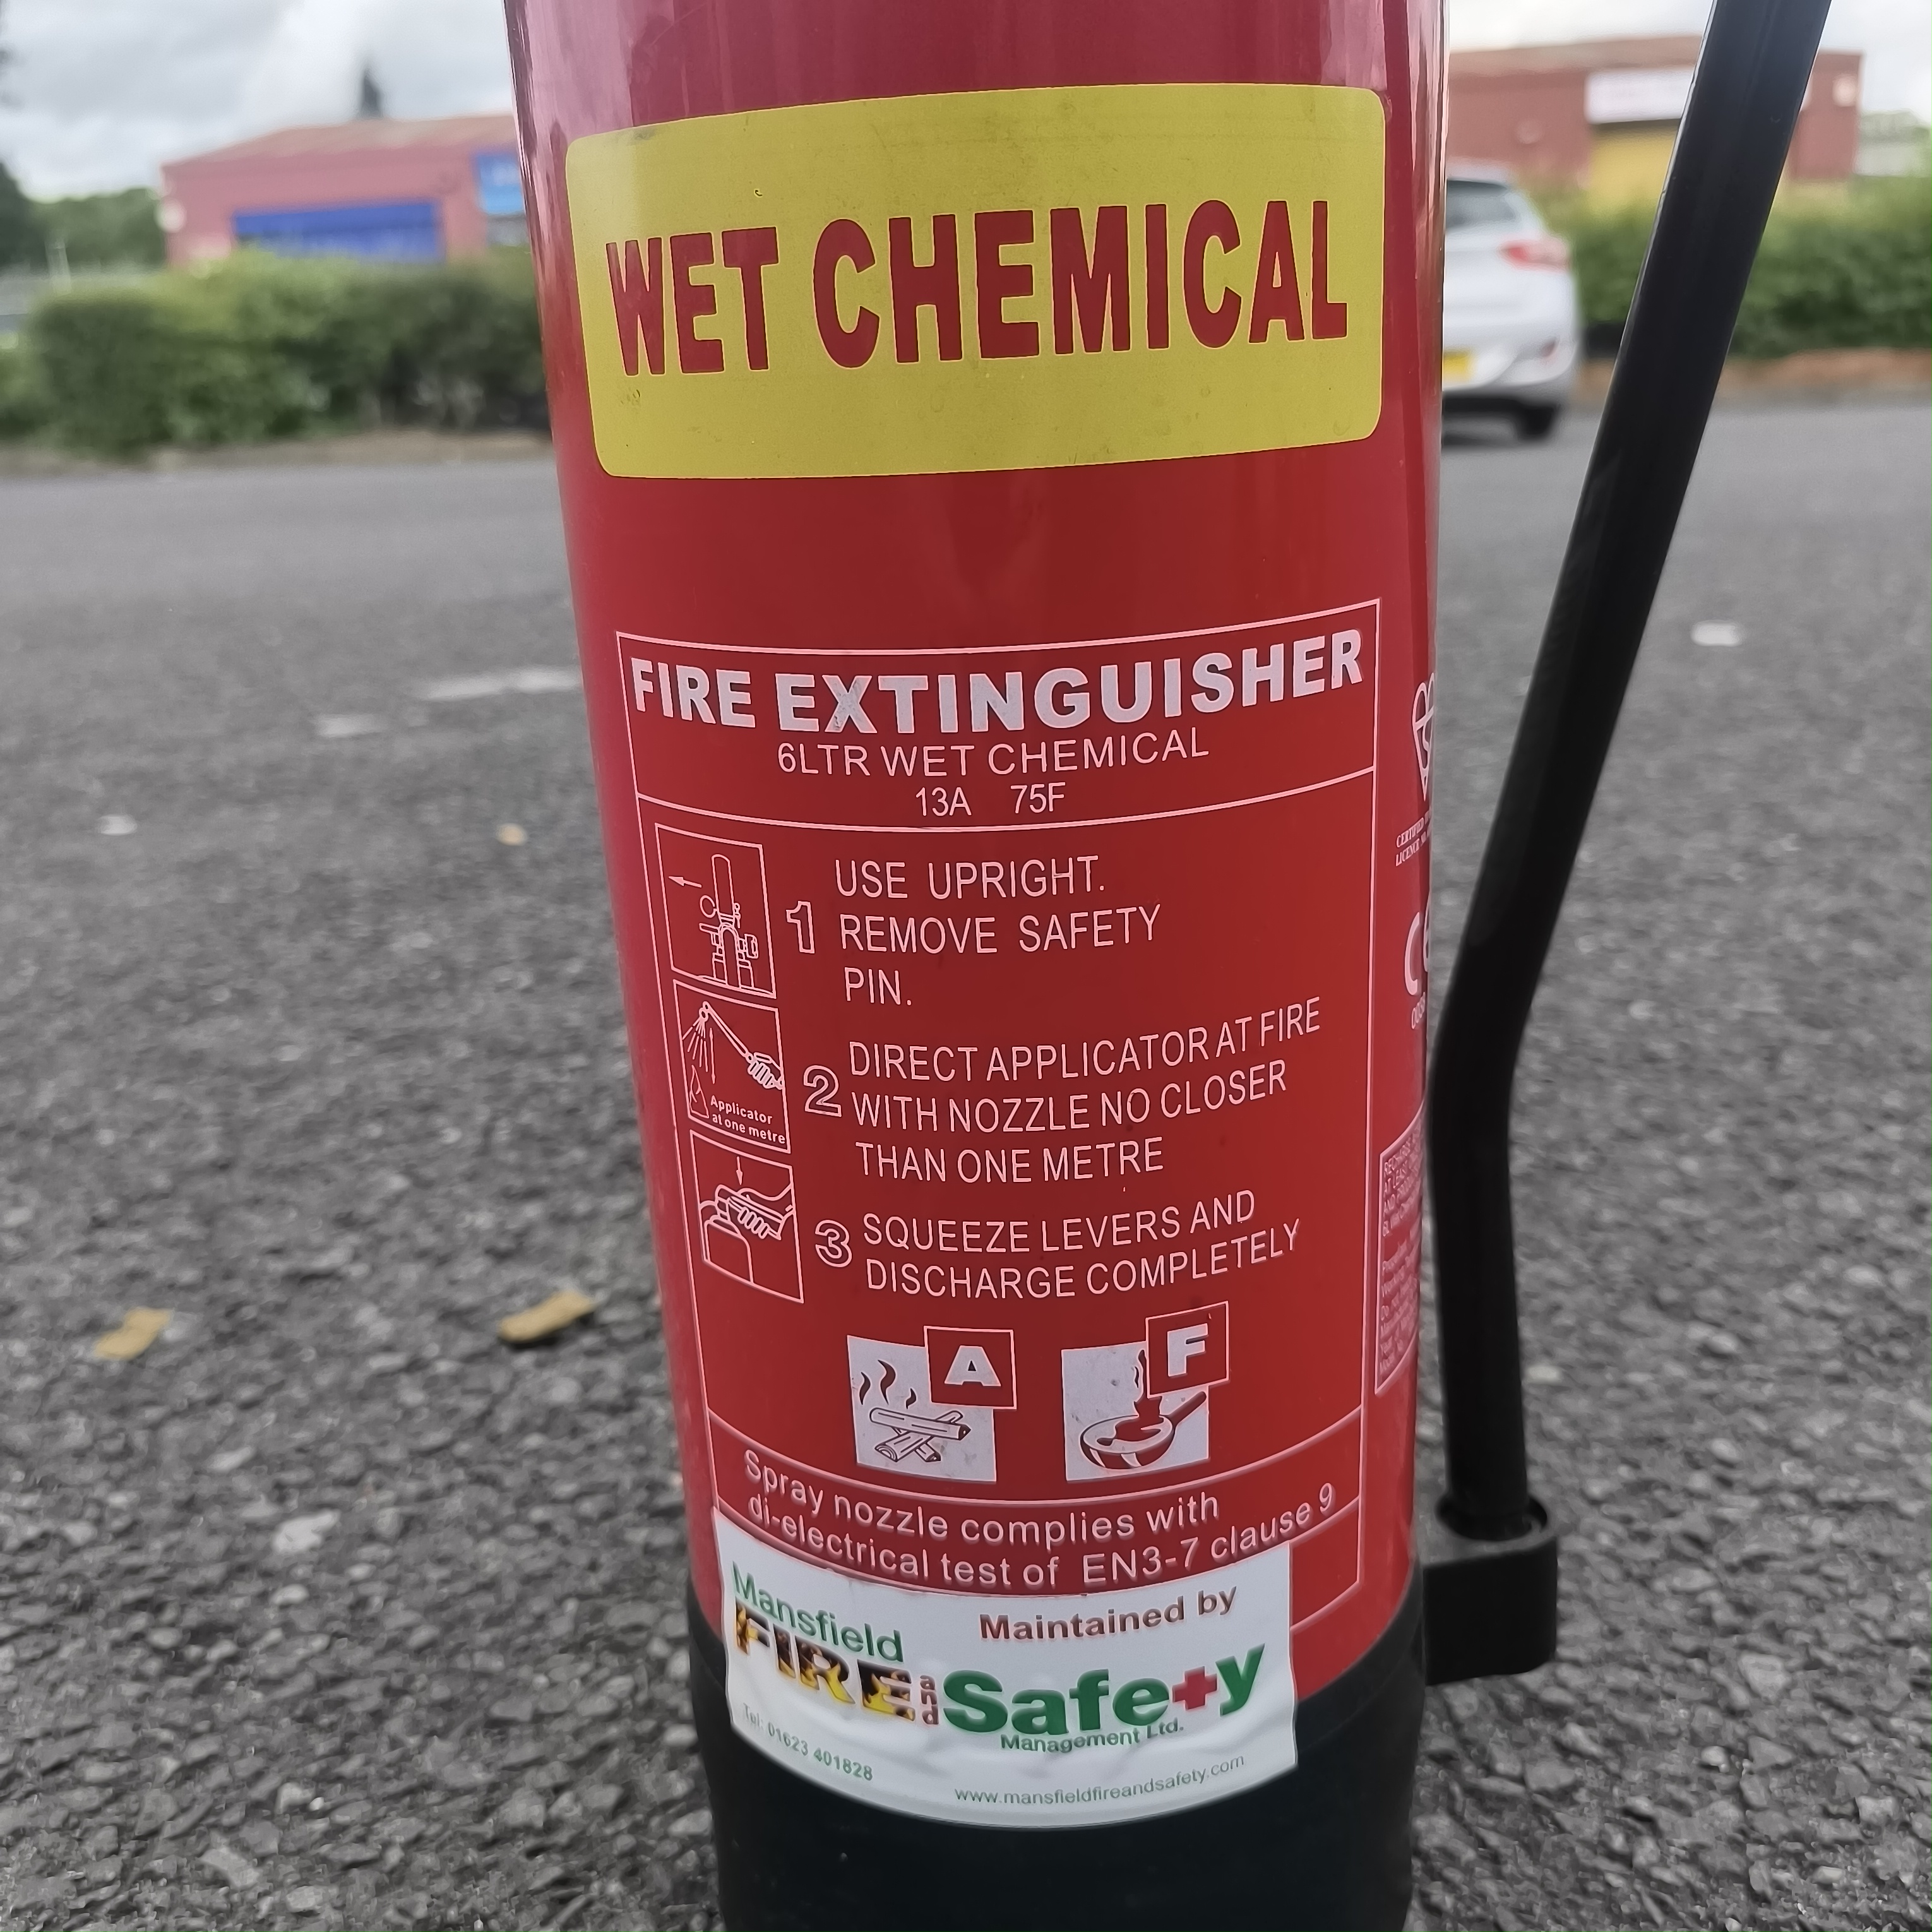 WET CHEMICAL
FIRE EXTINGUISHER
6LTR WET CHEMICAL
13A 75F
1
USE UPRIGHT.
REMOVE SAFETY
PIN.
Applicator
at one metre
2
DIRECT APPLICATOR AT FIRE
WITH NOZZLE NO CLOSER
THAN ONE METRE
3
SQUEEZE LEVERS AND
DISCHARGE COMPLETELY
A
F
Spray nozzle complies with
di-electrical test of EN3-7 clause 9
Maintained by
Mansfield
FIRE and Safety
Management Ltd.
Tel: 01623 401828
www.mansfieldfireandsafety.com